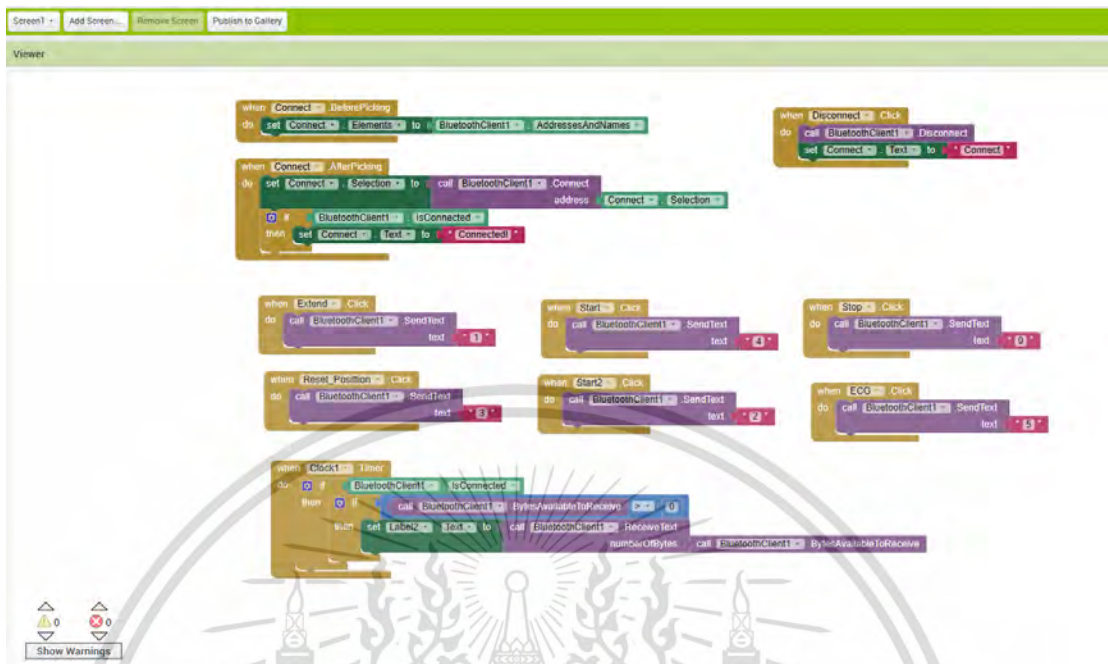 Screen1 Add Screen... Remove Screen Publish to Gallery
Viewer
when Connect .BeforePicking
do set Connect . Elements to BluetoothClient1 . AddressesAndNames
when Connect .AfterPicking
do set Connect . Selection to call BluetoothClient1 .Connect
address Connect . Selection
if BluetoothClient1 . IsConnected
then set Connect . Text to " Connected! "
when Disconnect .Click
do call BluetoothClient1 .Disconnect
set Connect . Text to " Connect "
when Extend .Click
do call BluetoothClient1 .SendText
text " 1 "
when Start .Click
do call BluetoothClient1 .SendText
text " 4 "
when Stop .Click
do call BluetoothClient1 .SendText
text " 0 "
when Reset_Position .Click
do call BluetoothClient1 .SendText
text " 3 "
when Start2 .Click
do call BluetoothClient1 .SendText
text " 2 "
when ECG .Click
do call BluetoothClient1 .SendText
text " 5 "
when Clock1 .Timer
do if BluetoothClient1 . IsConnected
then if call BluetoothClient1 .BytesAvailableToReceive > 0
then set Label2 . Text to call BluetoothClient1 .ReceiveText
numberOfBytes call BluetoothClient1 .BytesAvailableToReceive
0 0
Show Warnings